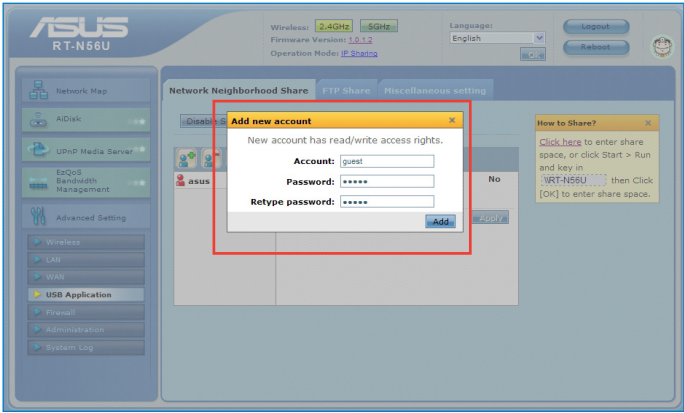 ASUS
RT-N56U
Wireless: 2.4GHz 5GHz
Firmware Version: 1.0.1.2
Operation Mode: IP Sharing
Language:
English
Logout
Reboot
Network Map
AiDisk
UPnP Media Server
EzQoS
Bandwidth
Management
Advanced Setting
Wireless
LAN
WAN
USB Application
Firewall
Administration
System Log
Network Neighborhood Share
FTP Share
Miscellaneous setting
Disable S
Add new account
×
New account has read/write access rights.
Account: guest
Password: •••••
Retype password: •••••
Add
asus
No
Apply
How to Share?
×
Click here to enter share
space, or click Start > Run
and key in
\\RT-N56U then Click
[OK] to enter share space.